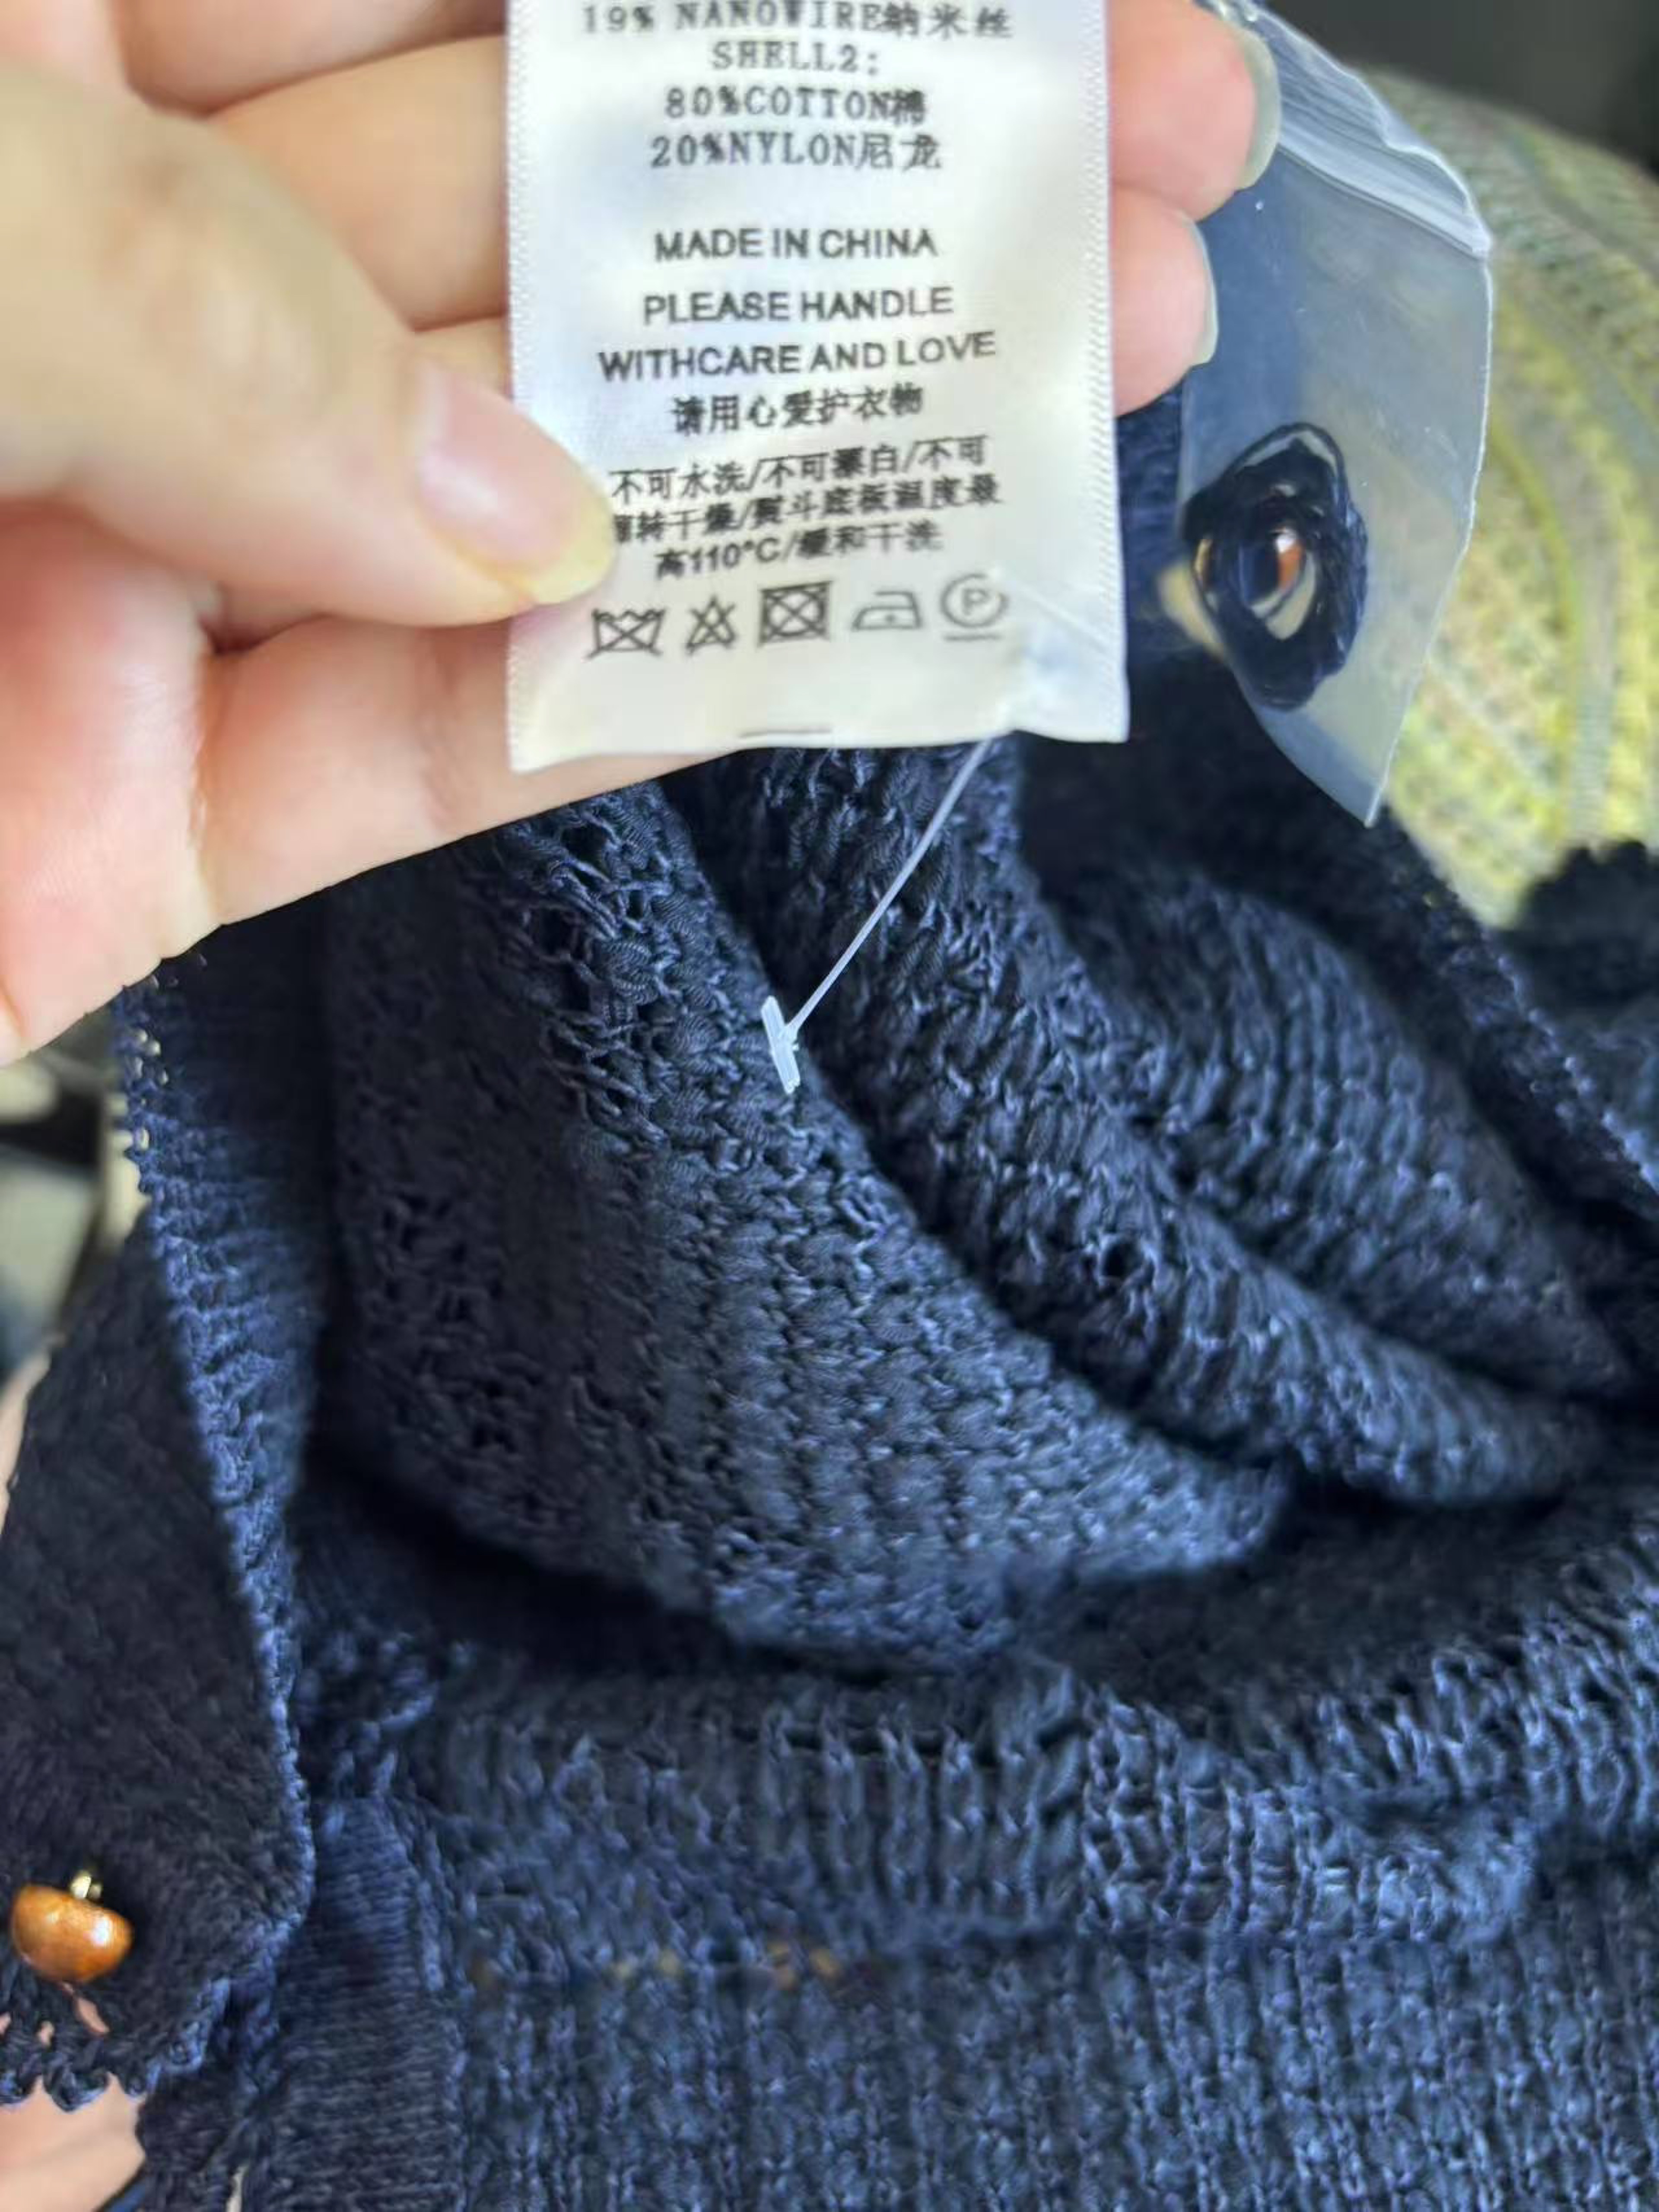 19% NANOWIRE纳米丝
SHELL2:
80%COTTON棉
20%NYLON尼龙
MADE IN CHINA
PLEASE HANDLE
WITHCARE AND LOVE
请用心爱护衣物
不可水洗/不可漂白/不可
转干燥/熨斗底板温度最
高110°C/缓和干洗
P